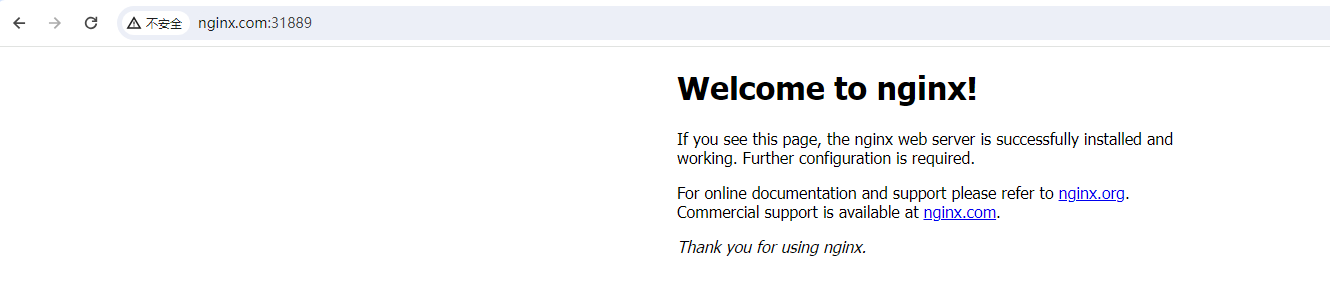 不安全 nginx.com:31889
Welcome to nginx!
If you see this page, the nginx web server is successfully installed and
working. Further configuration is required.
For online documentation and support please refer to nginx.org.
Commercial support is available at nginx.com.
Thank you for using nginx.